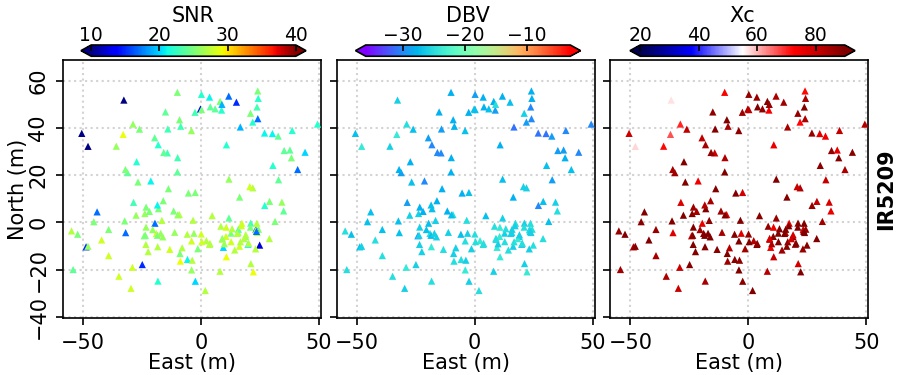 SNR DBV Xc
10 20 30 40 −30 −20 −10 20 40 60 80
60
40
20
0
−20
−40
North (m)
−50 0 50 −50 0 50 −50 0 50
East (m) East (m) East (m)
IR5209